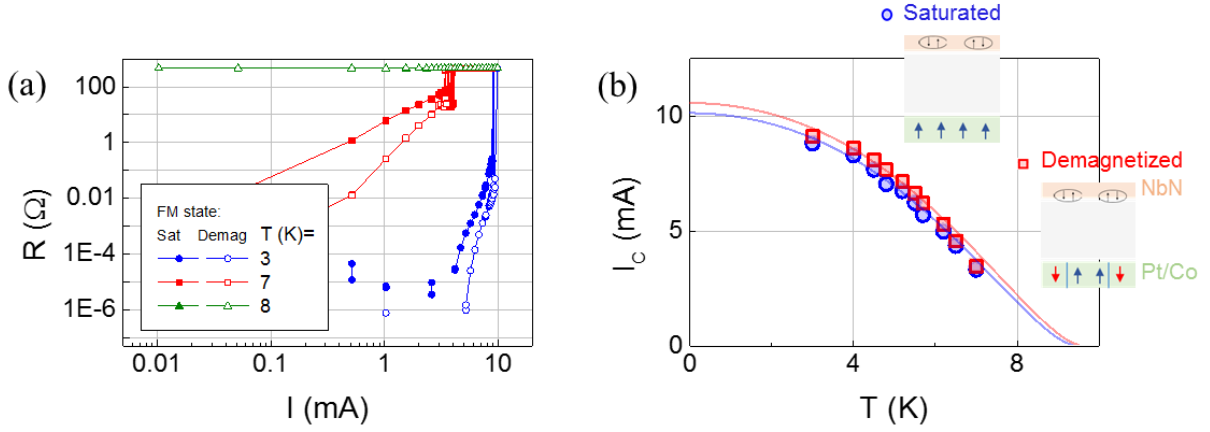 (a)
100
1
0.01
1E-4
1E-6
R (Ω)
FM state:
Sat Demag T (K)=
3
7
8
0.01 0.1 1 10
I (mA)
(b)
Saturated
Demagnetized
NbN
Pt/Co
10
5
0
I_C (mA)
0 4 8
T (K)